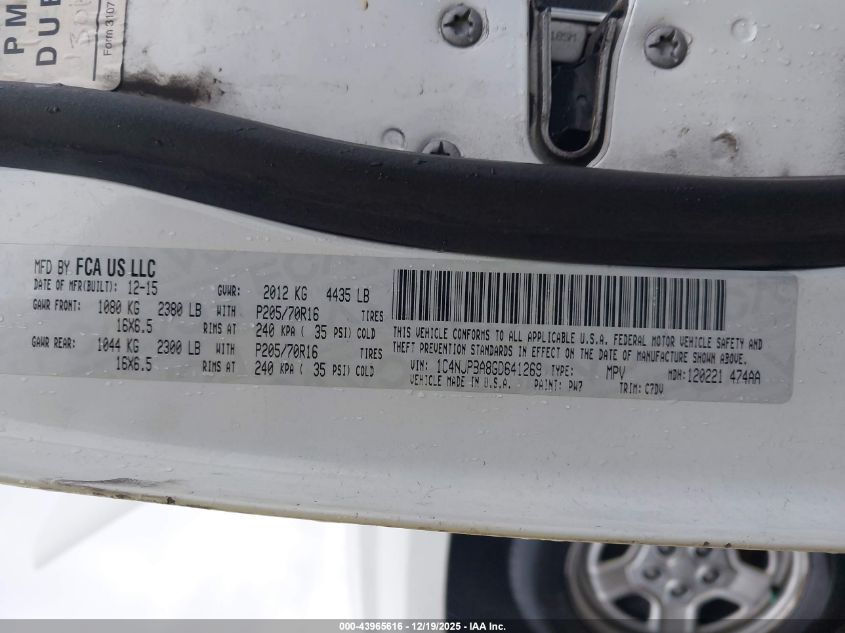 PM
DUE
Form 3107
105M
MFD BY FCA US LLC
DATE OF MFR(BUILT): 12-15 GVWR: 2012 KG 4435 LB
GAWR FRONT: 1080 KG 2380 LB WITH P205/70R16 TIRES
16X6.5 RIMS AT 240 KPA ( 35 PSI) COLD
GAWR REAR: 1044 KG 2300 LB WITH P205/70R16 TIRES
16X6.5 RIMS AT 240 KPA ( 35 PSI) COLD
THIS VEHICLE CONFORMS TO ALL APPLICABLE U.S.A. FEDERAL MOTOR VEHICLE SAFETY AND
THEFT PREVENTION STANDARDS IN EFFECT ON THE DATE OF MANUFACTURE SHOWN ABOVE.
VIN: 1C4NJPBA8GD641269 TYPE: MPV MDH: 120221 474AA
VEHICLE MADE IN U.S.A. PAINT: PW7 TRIM: C7DV
000-43965616 - 12/19/2025 - IAA Inc.